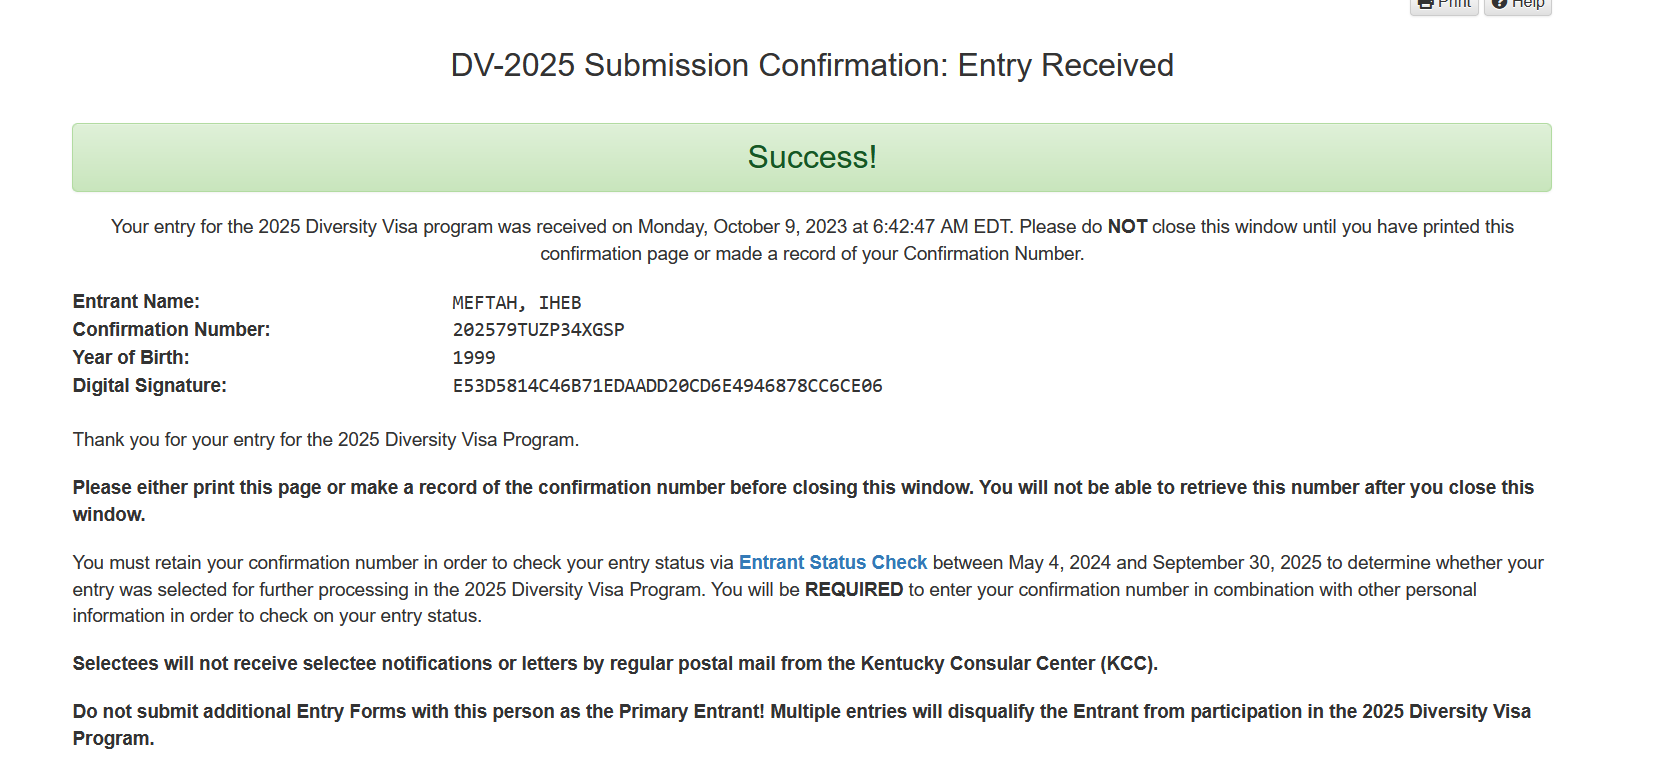 Print Help
DV-2025 Submission Confirmation: Entry Received
Success!
Your entry for the 2025 Diversity Visa program was received on Monday, October 9, 2023 at 6:42:47 AM EDT. Please do NOT close this window until you have printed this
confirmation page or made a record of your Confirmation Number.
Entrant Name: MEFTAH, IHEB
Confirmation Number: 202579TUZP34XGSP
Year of Birth: 1999
Digital Signature: E53D5814C46B71EDAADD20CD6E4946878CC6CE06
Thank you for your entry for the 2025 Diversity Visa Program.
Please either print this page or make a record of the confirmation number before closing this window. You will not be able to retrieve this number after you close this
window.
You must retain your confirmation number in order to check your entry status via Entrant Status Check between May 4, 2024 and September 30, 2025 to determine whether your
entry was selected for further processing in the 2025 Diversity Visa Program. You will be REQUIRED to enter your confirmation number in combination with other personal
information in order to check on your entry status.
Selectees will not receive selectee notifications or letters by regular postal mail from the Kentucky Consular Center (KCC).
Do not submit additional Entry Forms with this person as the Primary Entrant! Multiple entries will disqualify the Entrant from participation in the 2025 Diversity Visa
Program.